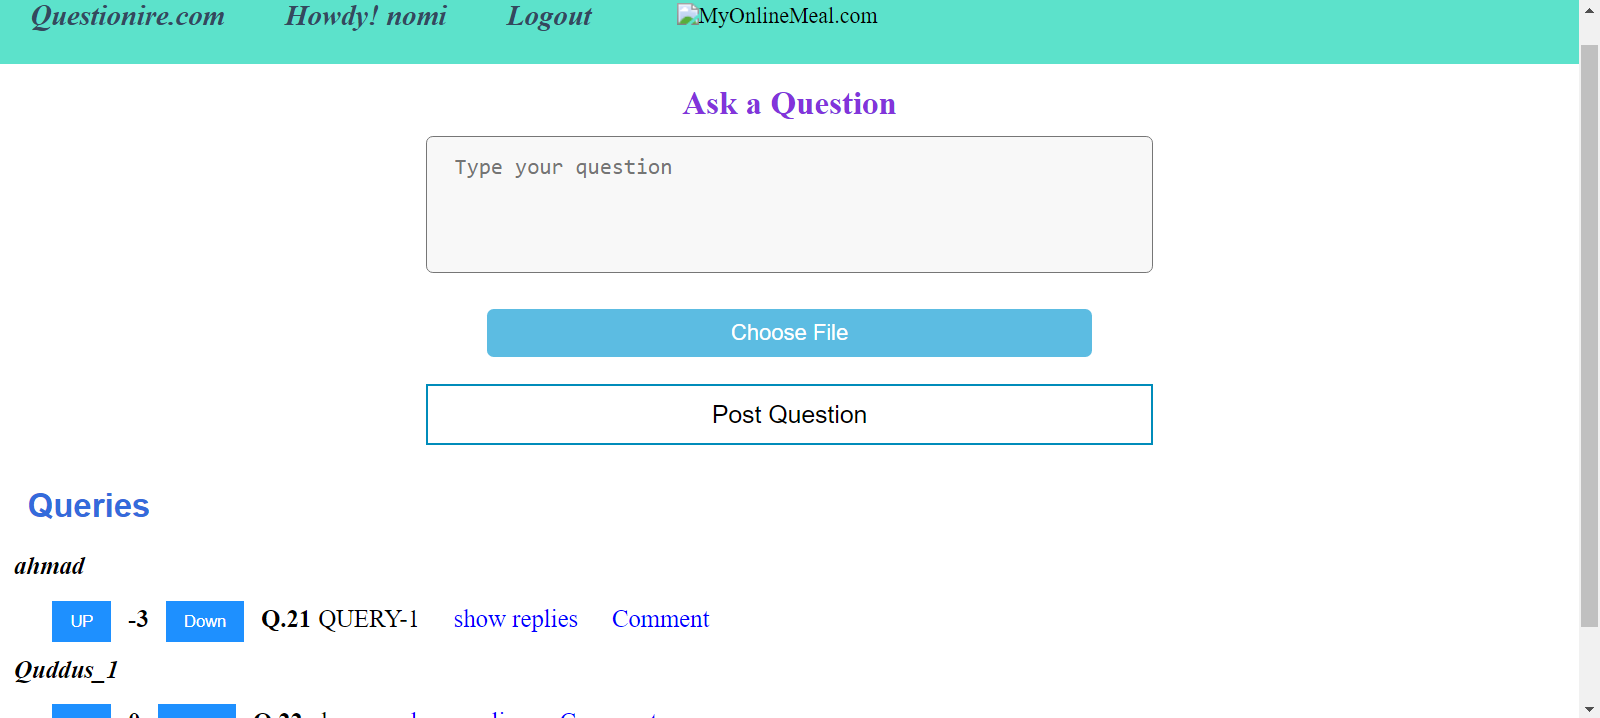 Questionire.com Howdy! nomi Logout MyOnlineMeal.com
Ask a Question
Type your question
Choose File
Post Question
Queries
ahmad
UP -3 Down Q.21 QUERY-1 show replies Comment
Quddus_1